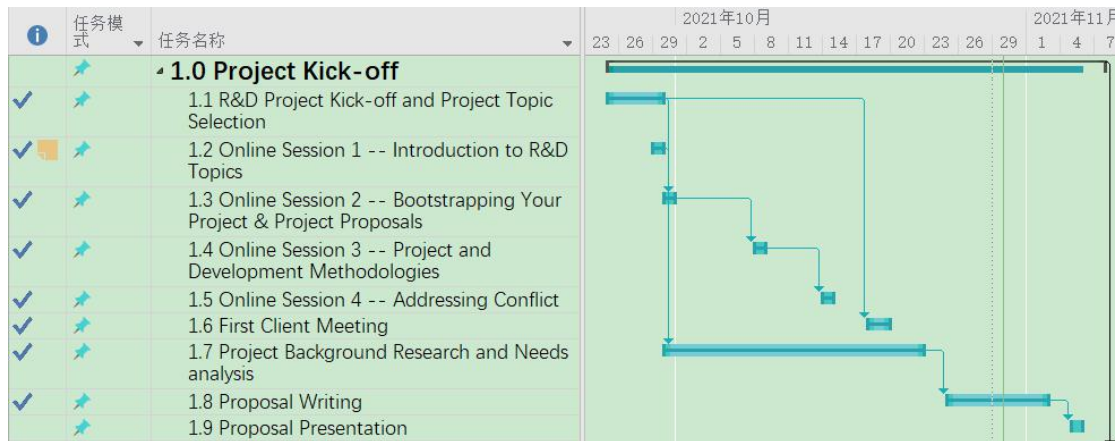 2021年10月
2021年11月
任务模式
任务名称
23 26 29 2 5 8 11 14 17 20 23 26 29 1 4 7
1.0 Project Kick-off
1.1 R&D Project Kick-off and Project Topic
Selection
1.2 Online Session 1 -- Introduction to R&D
Topics
1.3 Online Session 2 -- Bootstrapping Your
Project & Project Proposals
1.4 Online Session 3 -- Project and
Development Methodologies
1.5 Online Session 4 -- Addressing Conflict
1.6 First Client Meeting
1.7 Project Background Research and Needs
analysis
1.8 Proposal Writing
1.9 Proposal Presentation